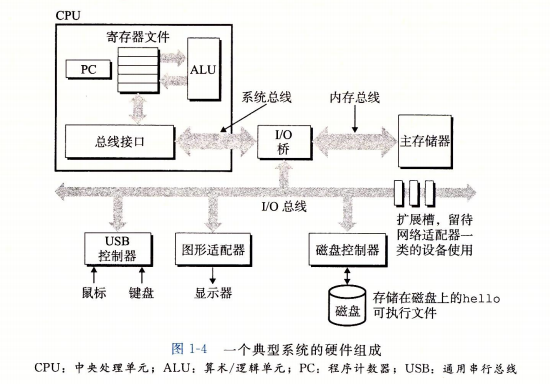 CPU
寄存器文件
PC
ALU
系统总线
内存总线
总线接口
I/O
桥
主存储器
I/O 总线
扩展槽，留待
网络适配器一
类的设备使用
USB
控制器
图形适配器
磁盘控制器
鼠标
键盘
显示器
磁盘
存储在磁盘上的hello
可执行文件
图 1-4 一个典型系统的硬件组成
CPU：中央处理单元；ALU：算术/逻辑单元；PC：程序计数器；USB：通用串行总线